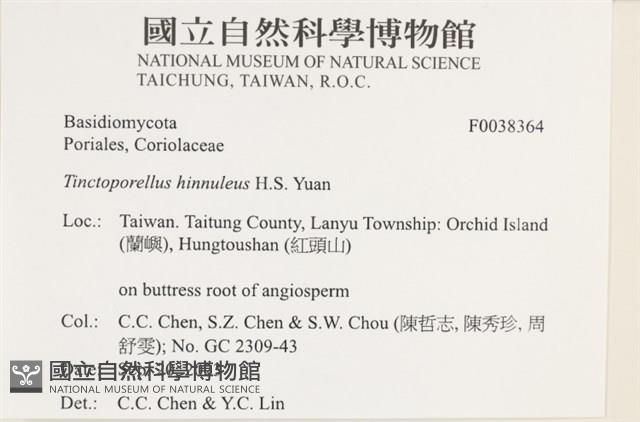 國立自然科學博物館
NATIONAL MUSEUM OF NATURAL SCIENCE
TAICHUNG, TAIWAN, R.O.C.
Basidiomycota F0038364
Poriales, Coriolaceae
Tinctoporellus hinnuleus H.S. Yuan
Loc.: Taiwan. Taitung County, Lanyu Township: Orchid Island
(蘭嶼), Hungtoushan (紅頭山)
on buttress root of angiosperm
Col.: C.C. Chen, S.Z. Chen & S.W. Chou (陳哲志, 陳秀珍, 周
舒雯); No. GC 2309-43
Date:
國立自然科學博物館
NATIONAL MUSEUM OF NATURAL SCIENCE
Det.: C.C. Chen & Y.C. Lin